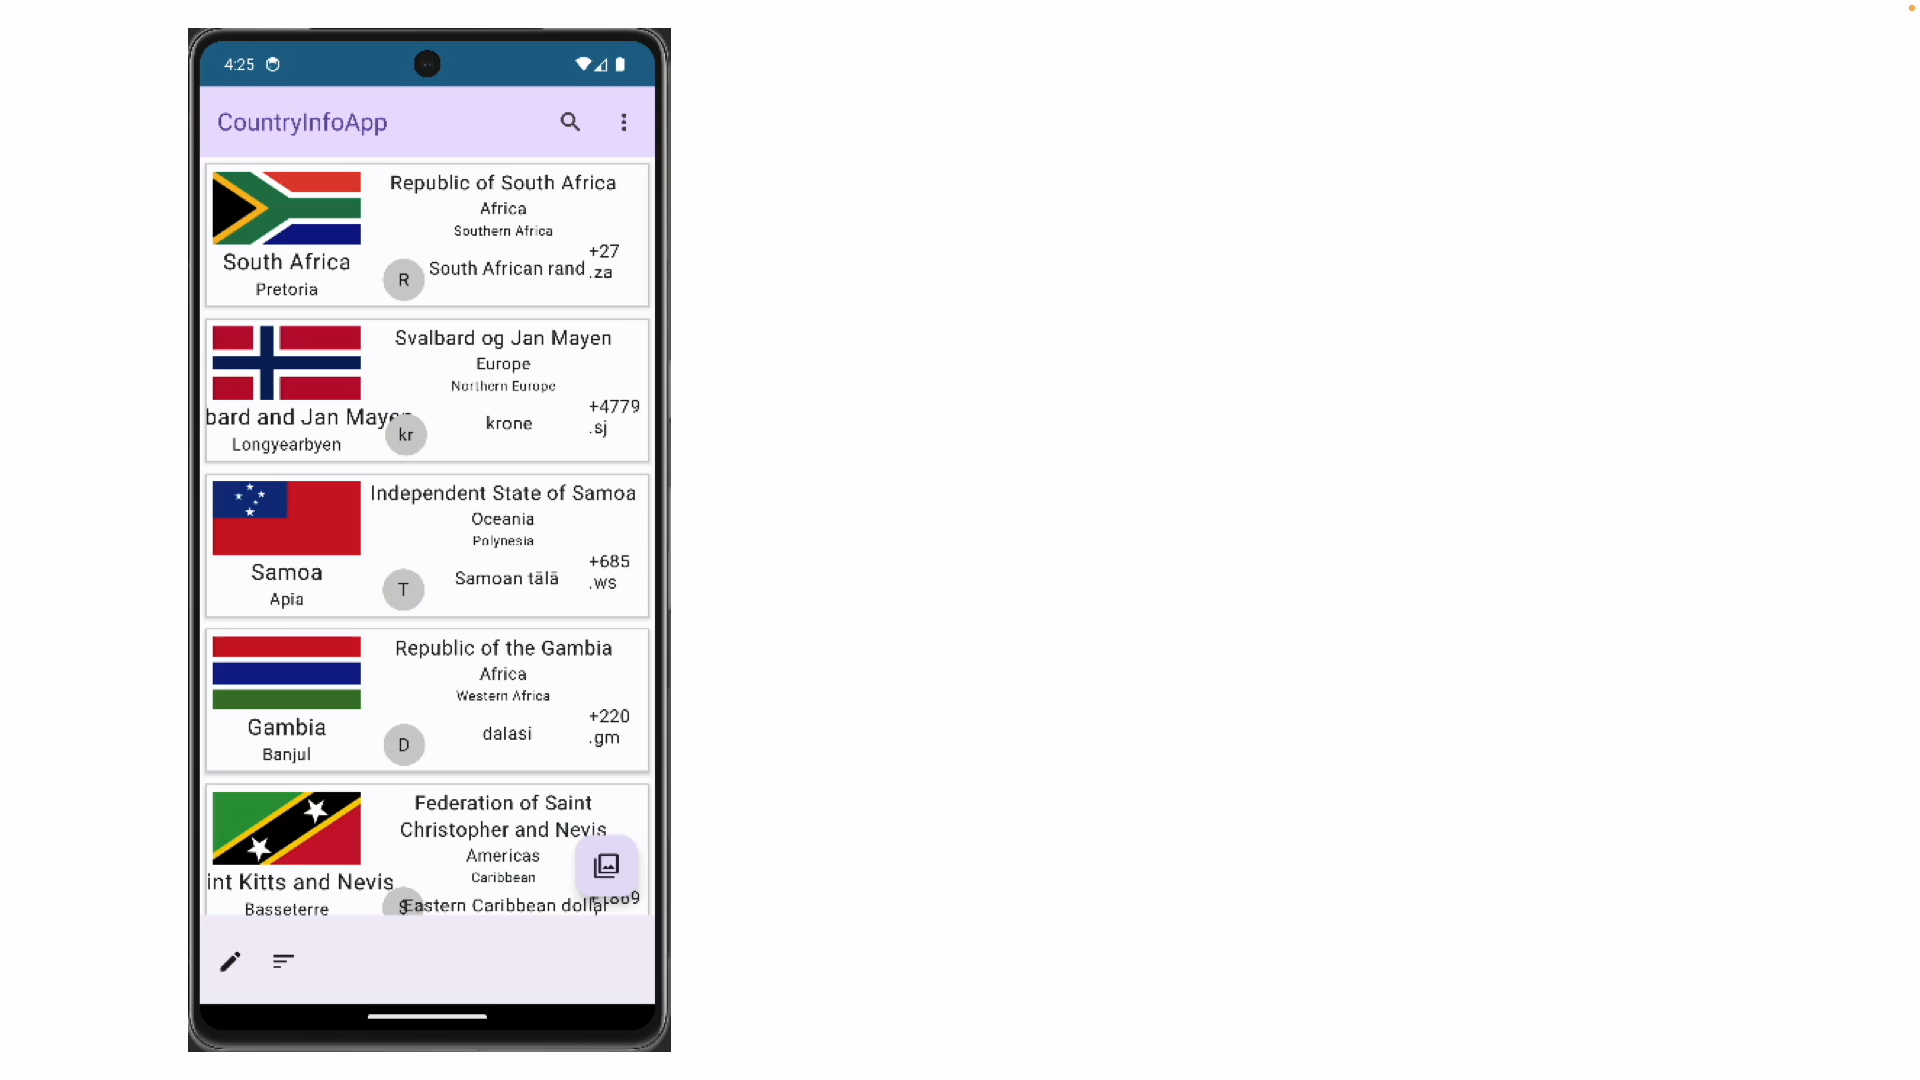 4:25
CountryInfoApp
Republic of South Africa
Africa
Southern Africa
South Africa
Pretoria
R
South African rand
+27
.za
Svalbard og Jan Mayen
Europe
Northern Europe
bard and Jan Mayen
Longyearbyen
kr
krone
+4779
.sj
Independent State of Samoa
Oceania
Polynesia
Samoa
Apia
T
Samoan tālā
+685
.ws
Republic of the Gambia
Africa
Western Africa
Gambia
Banjul
D
dalasi
+220
.gm
Federation of Saint
Christopher and Nevis
Americas
Caribbean
int Kitts and Nevis
Basseterre
$
Eastern Caribbean dollar